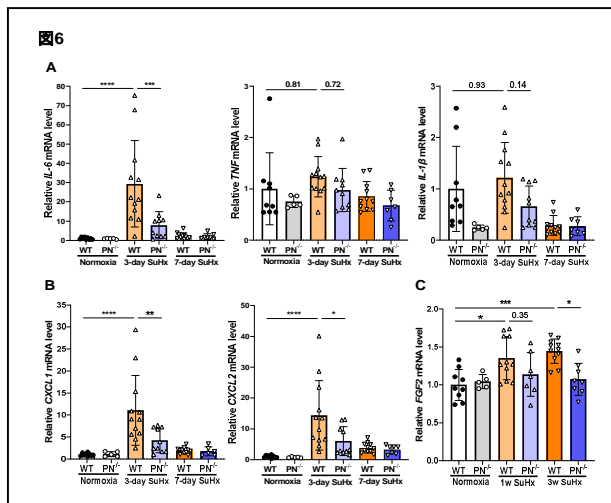 図6
A
Relative IL-6 mRNA level
70
60
50
40
30
20
10
0
**** ***
WT PN-/- WT PN-/- WT PN-/-
Normoxia 3-day SuHx 7-day SuHx
Relative TNF mRNA level
3
2
1
0
0.81 0.72
WT PN-/- WT PN-/- WT PN-/-
Normoxia 3-day SuHx 7-day SuHx
Relative IL-1β mRNA level
3
2
1
0
0.93 0.14
WT PN-/- WT PN-/- WT PN-/-
Normoxia 3-day SuHx 7-day SuHx
B
Relative CXCL1 mRNA level
35
30
25
20
15
10
5
0
**** **
WT PN-/- WT PN-/- WT PN-/-
Normoxia 3-day SuHx 7-day SuHx
Relative CXCL2 mRNA level
50
40
30
20
10
0
**** *
WT PN-/- WT PN-/- WT PN-/-
Normoxia 3-day SuHx 7-day SuHx
C
Relative FGF2 mRNA level
2.0
1.5
1.0
0.5
0.0
***
* 0.35 *
WT PN-/- WT PN-/- WT PN-/-
Normoxia 1w SuHx 3w SuHx